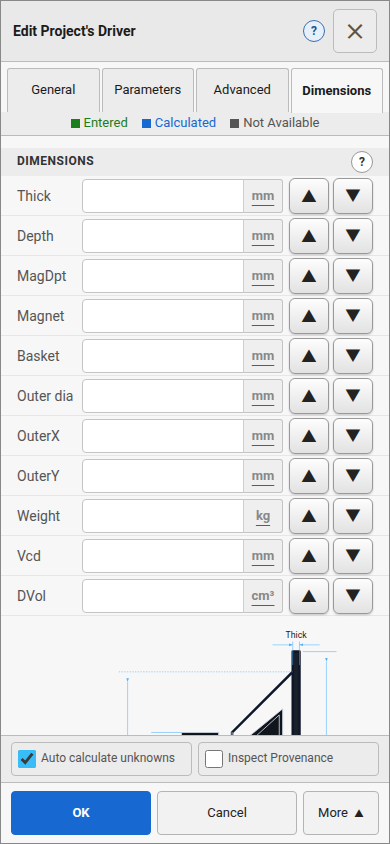 Edit Project's Driver ?
General Parameters Advanced Dimensions
Entered Calculated Not Available
DIMENSIONS ?
Thick mm
Depth mm
MagDpt mm
Magnet mm
Basket mm
Outer dia mm
OuterX mm
OuterY mm
Weight kg
Vcd mm
DVol cm³
Thick
Auto calculate unknowns Inspect Provenance
OK Cancel More